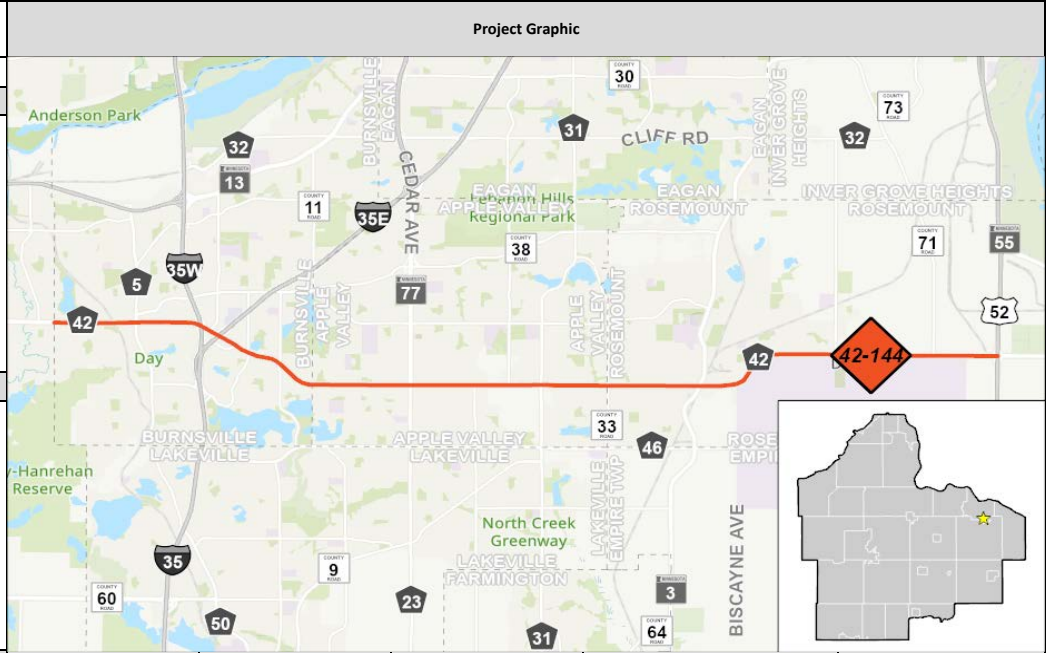 Project Graphic
COUNTY
30
ROAD
COUNTY
73
ROAD
Anderson Park
BURNSVILLE
EAGAN
EAGAN
INVER GROVE
HEIGHTS
31
CLIFF RD
32
32
MINNESOTA
13
CEDAR AVE
COUNTY
11
ROAD
35E
EAGAN
APPLE VALLEY
Lebanon Hills
Regional Park
EAGAN
ROSEMOUNT
INVER GROVE HEIGHTS
ROSEMOUNT
COUNTY
38
ROAD
COUNTY
71
ROAD
MINNESOTA
55
35W
5
MINNESOTA
77
BURNSVILLE
APPLE
VALLEY
APPLE
VALLEY
ROSEMOUNT
52
42
Day
42
42-144
COUNTY
33
ROAD
BURNSVILLE
LAKEVILLE
APPLE VALLEY
LAKEVILLE
46
ROSE
EMPI
y-Hanrehan
Reserve
LAKEVILLE
EMPIRE TWP
North Creek
Greenway
BISCAYNE AVE
35
COUNTY
9
ROAD
LAKEVILLE
FARMINGTON
COUNTY
60
ROAD
23
MINNESOTA
3
50
31
COUNTY
64